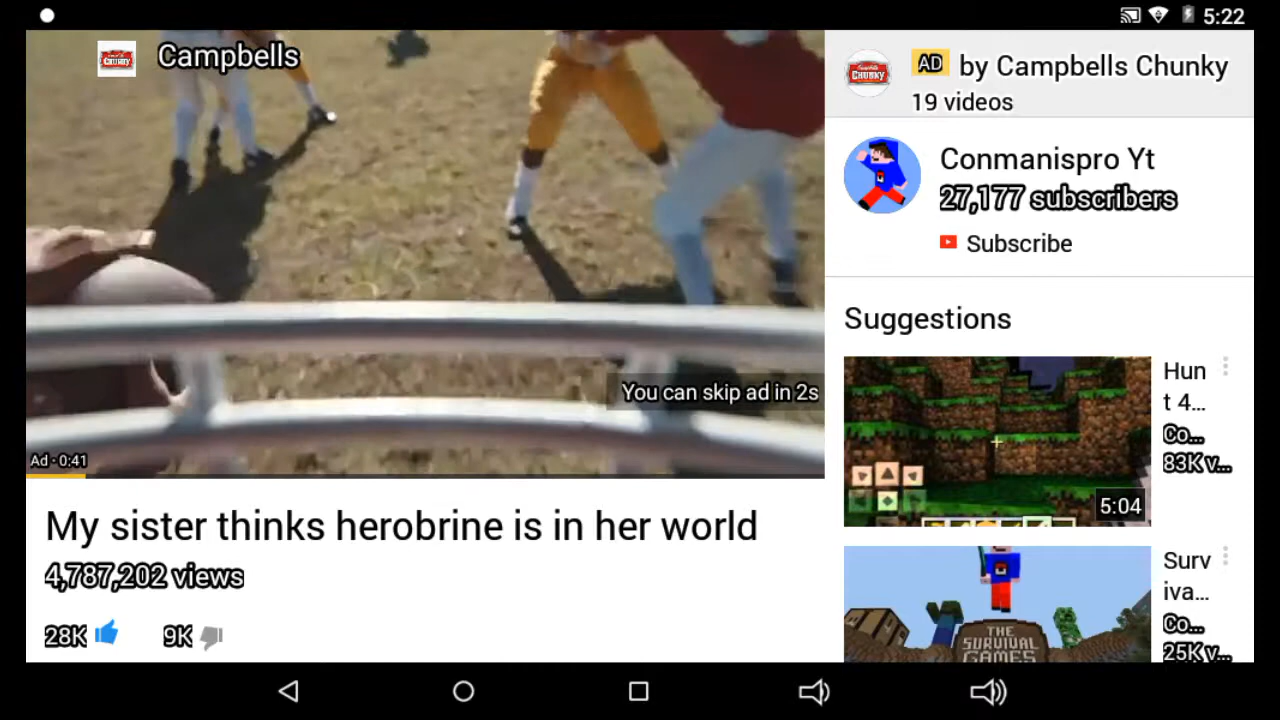 5:22
Campbells
You can skip ad in 2s
Ad · 0:41
My sister thinks herobrine is in her world
4,787,202 views
28K 9K
CHUNKY
AD by Campbells Chunky
19 videos
Conmanispro Yt
27,177 subscribers
Subscribe
Suggestions
5:04
Hun
t 4...
Co...
83K v...
THE
SURVIVAL
GAMES
Surv
iva...
Co...
25K v...